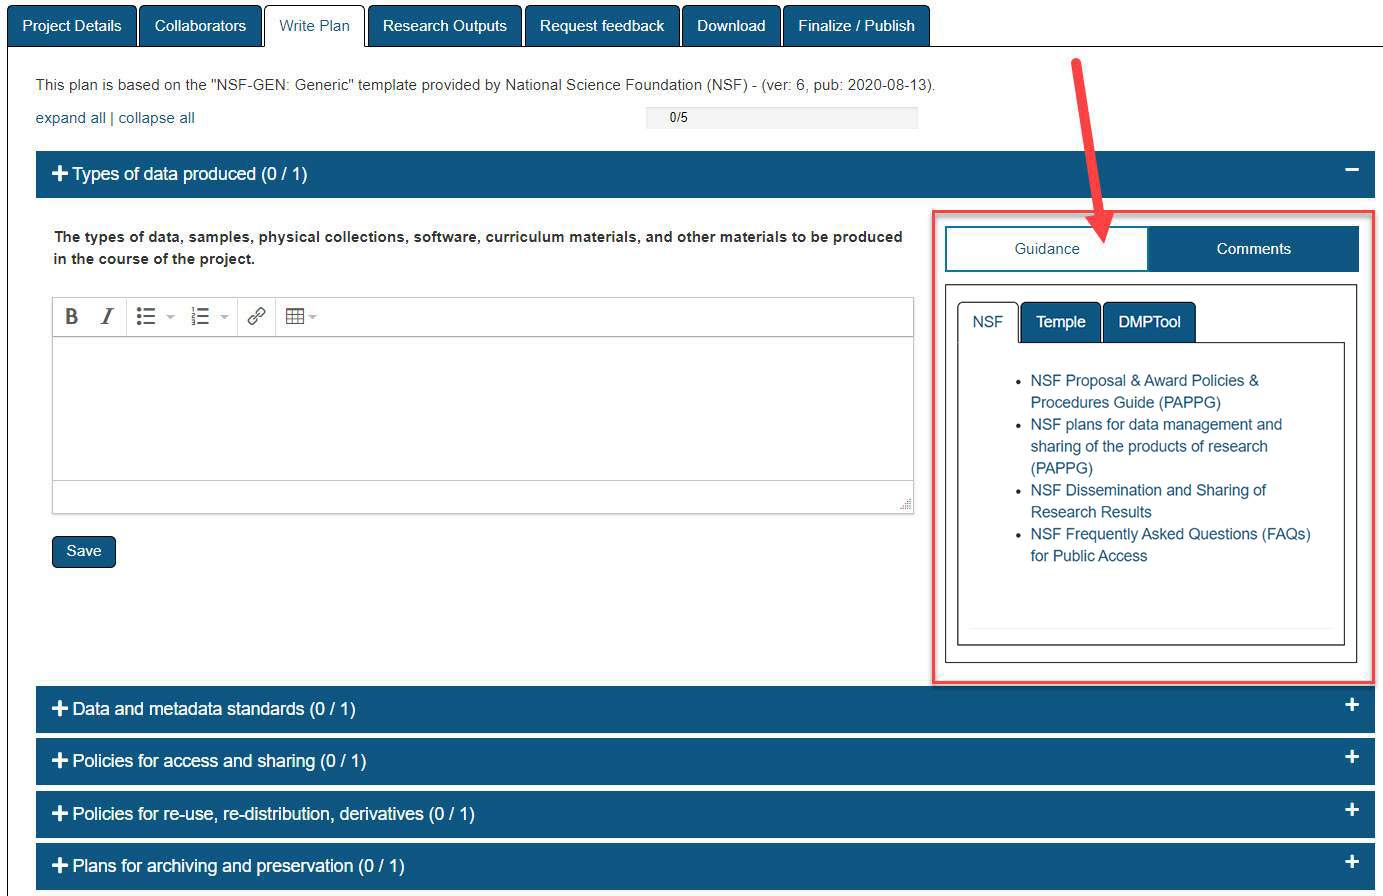 Project Details Collaborators Write Plan Research Outputs Request feedback Download Finalize / Publish
This plan is based on the "NSF-GEN: Generic" template provided by National Science Foundation (NSF) - (ver: 6, pub: 2020-08-13).
expand all | collapse all
0/5
Types of data produced (0 / 1)
The types of data, samples, physical collections, software, curriculum materials, and other materials to be produced
in the course of the project.
B I
Save
Guidance Comments
NSF Temple DMPTool
• NSF Proposal & Award Policies &
Procedures Guide (PAPPG)
• NSF plans for data management and
sharing of the products of research
(PAPPG)
• NSF Dissemination and Sharing of
Research Results
• NSF Frequently Asked Questions (FAQs)
for Public Access
Data and metadata standards (0 / 1)
Policies for access and sharing (0 / 1)
Policies for re-use, re-distribution, derivatives (0 / 1)
Plans for archiving and preservation (0 / 1)